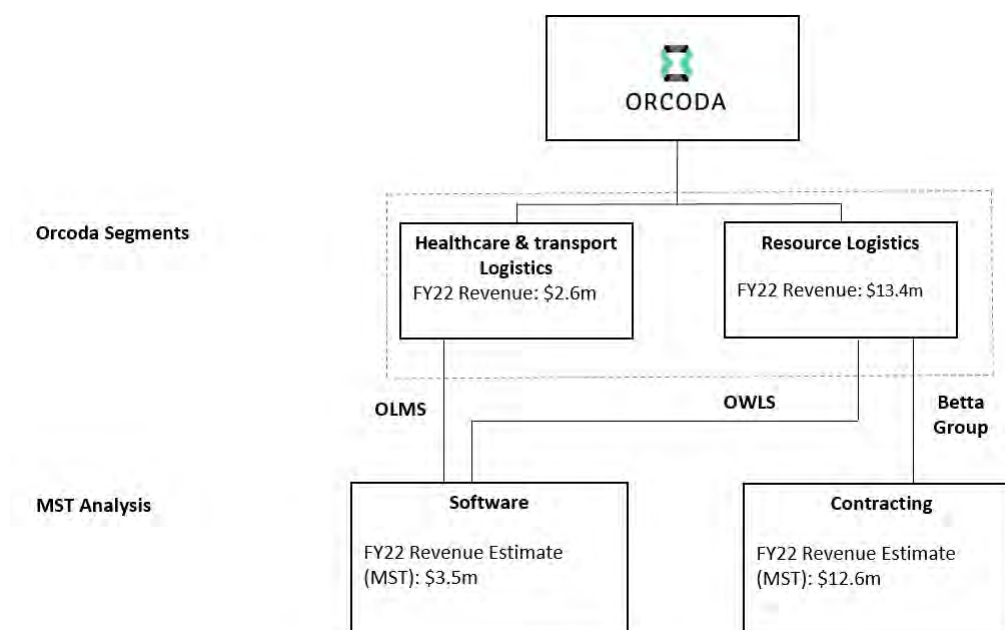 ORCODA
Orcoda Segments
Healthcare & transport
Logistics
FY22 Revenue: $2.6m
Resource Logistics
FY22 Revenue: $13.4m
OLMS
OWLS
Betta
Group
MST Analysis
Software
FY22 Revenue Estimate
(MST): $3.5m
Contracting
FY22 Revenue Estimate
(MST): $12.6m